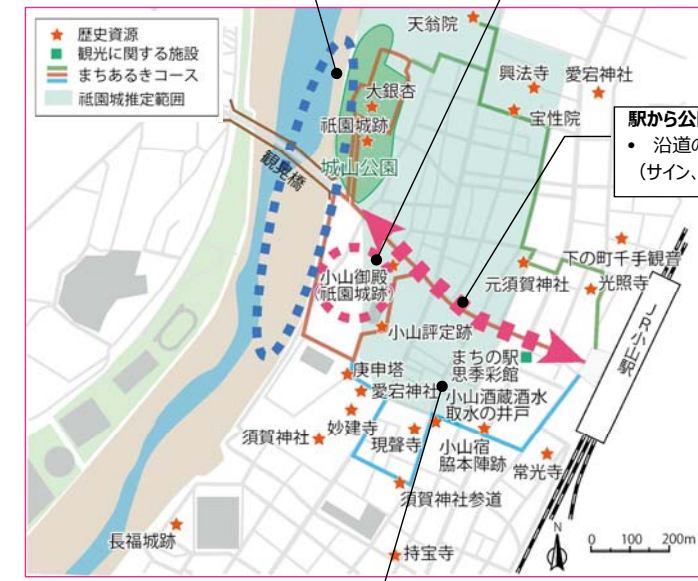 歴史資源
観光に関する施設
まちあるきコース
祇園城推定範囲
天翁院
興法寺
愛宕神社
大銀杏
宝性院
祇園城跡
城山公園
観晃橋
駅から公
• 沿道の
(サイン、
下の町千手観音
元須賀神社
光照寺
小山御殿
(祇園城跡)
JR小山駅
小山評定跡
まちの駅
思季彩館
庚申塔
愛宕神社
小山酒蔵酒水
取水の井戸
妙建寺
須賀神社
現聲寺
小山宿
脇本陣跡
常光寺
須賀神社参道
長福城跡
持宝寺
N
0 100 200m